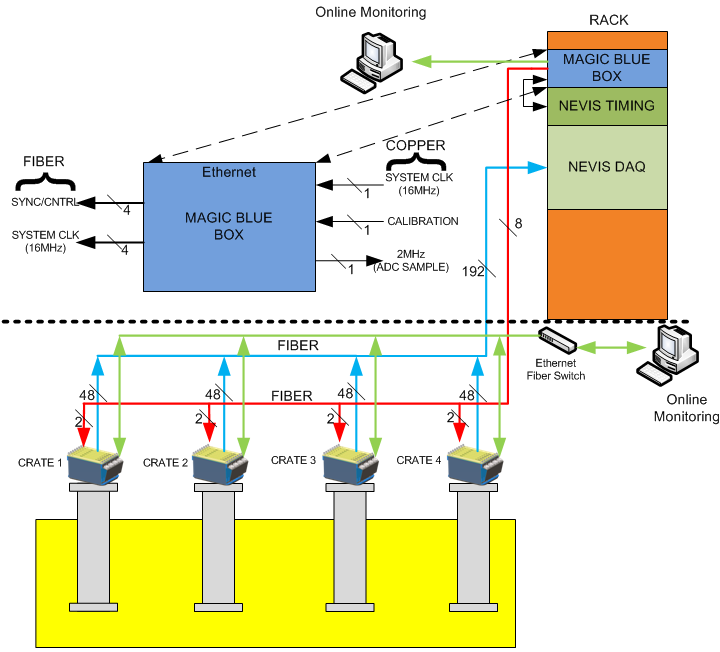 Online Monitoring
RACK
MAGIC BLUE
BOX
NEVIS TIMING
NEVIS DAQ
FIBER
COPPER
Ethernet
MAGIC BLUE
BOX
SYNC/CNTRL
4
SYSTEM CLK
(16MHz)
4
SYSTEM CLK
(16MHz)
1
CALIBRATION
1
2MHz
(ADC SAMPLE)
1
8
192
FIBER
Ethernet
Fiber Switch
Online
Monitoring
48
48
48
48
FIBER
2
2
2
2
CRATE 1
CRATE 2
CRATE 3
CRATE 4